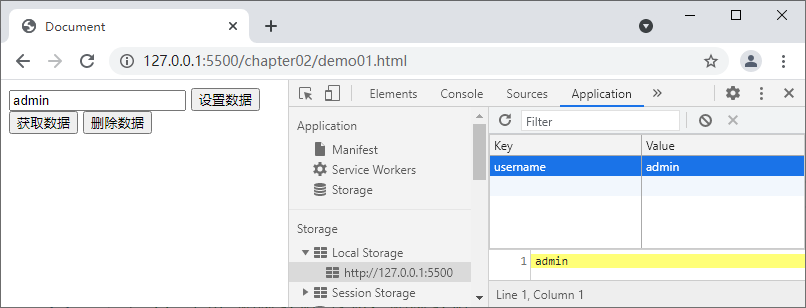 Document
127.0.0.1:5500/chapter02/demo01.html
admin 设置数据
获取数据 删除数据
Elements Console Sources Application
Application
Manifest
Service Workers
Storage
Storage
Local Storage
http://127.0.0.1:5500
Session Storage
Filter
Key Value
username admin
1 admin
Line 1, Column 1